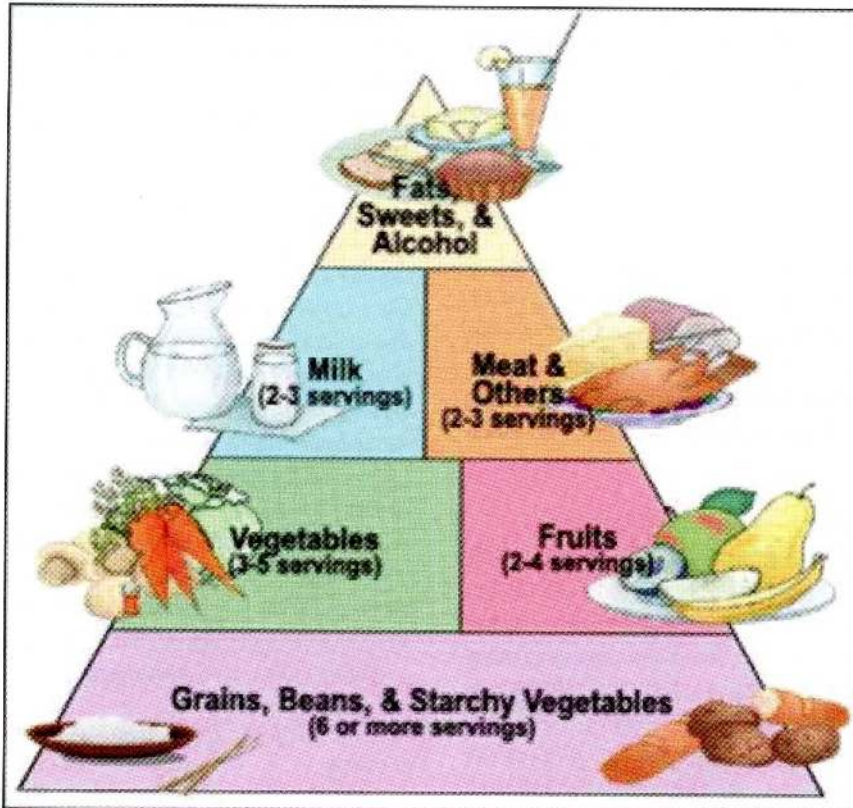 Fats,
Sweets, &
Alcohol
Milk
(2-3 servings)
Meat &
Others
(2-3 servings)
Vegetables
(3-5 servings)
Fruits
(2-4 servings)
Grains, Beans, & Starchy Vegetables
(6 or more servings)